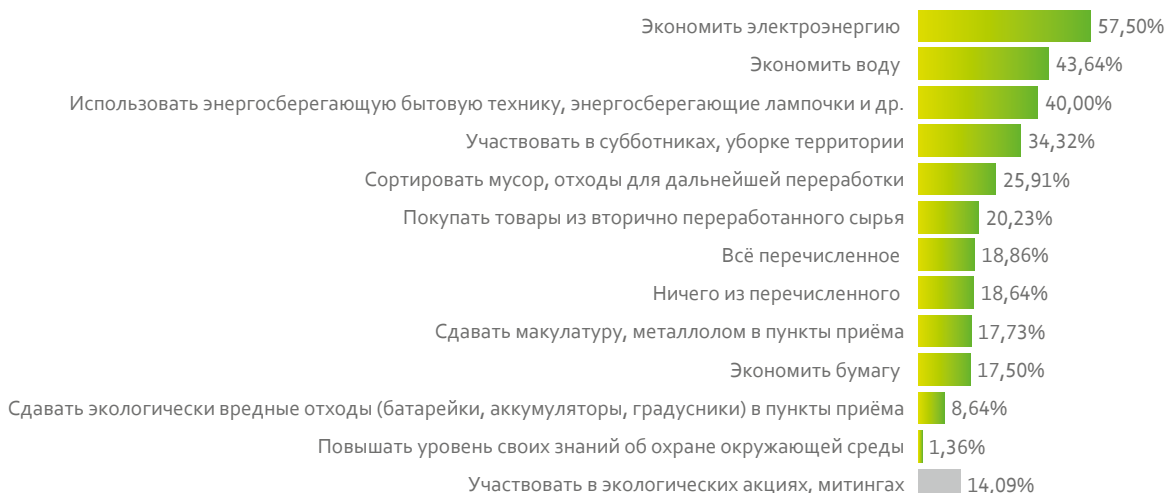 Экономить электроэнергию 57,50%
Экономить воду 43,64%
Использовать энергосберегающую бытовую технику, энергосберегающие лампочки и др. 40,00%
Участвовать в субботниках, уборке территории 34,32%
Сортировать мусор, отходы для дальнейшей переработки 25,91%
Покупать товары из вторично переработанного сырья 20,23%
Всё перечисленное 18,86%
Ничего из перечисленного 18,64%
Сдавать макулатуру, металлолом в пункты приёма 17,73%
Экономить бумагу 17,50%
Сдавать экологически вредные отходы (батарейки, аккумуляторы, градусники) в пункты приёма 8,64%
Повышать уровень своих знаний об охране окружающей среды 1,36%
Участвовать в экологических акциях, митингах 14,09%